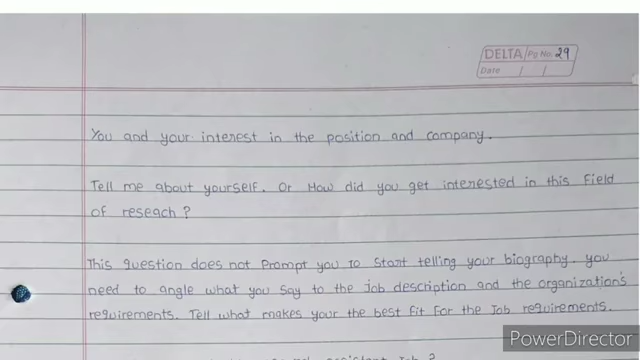 DELTA Pg No. 29
Date / /
You and your interest in the position and company.
Tell me about yourself. Or How did you get interested in this field
of reseach?
This question does not Prompt you to start telling your biography. you
need to angle what you say to the job description and the organization's
requirements. Tell what makes your the best fit for the Job requirements.
PowerDirector